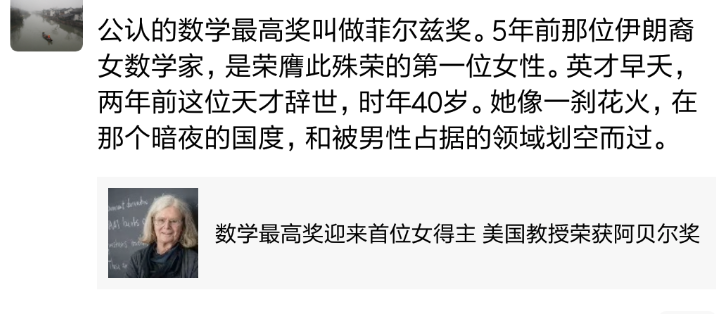 公认的数学最高奖叫做菲尔兹奖。5年前那位伊朗裔
女数学家，是荣膺此殊荣的第一位女性。英才早夭，
两年前这位天才辞世，时年40岁。她像一刹花火，在
那个暗夜的国度，和被男性占据的领域划空而过。
数学最高奖迎来首位女得主 美国教授荣获阿贝尔奖